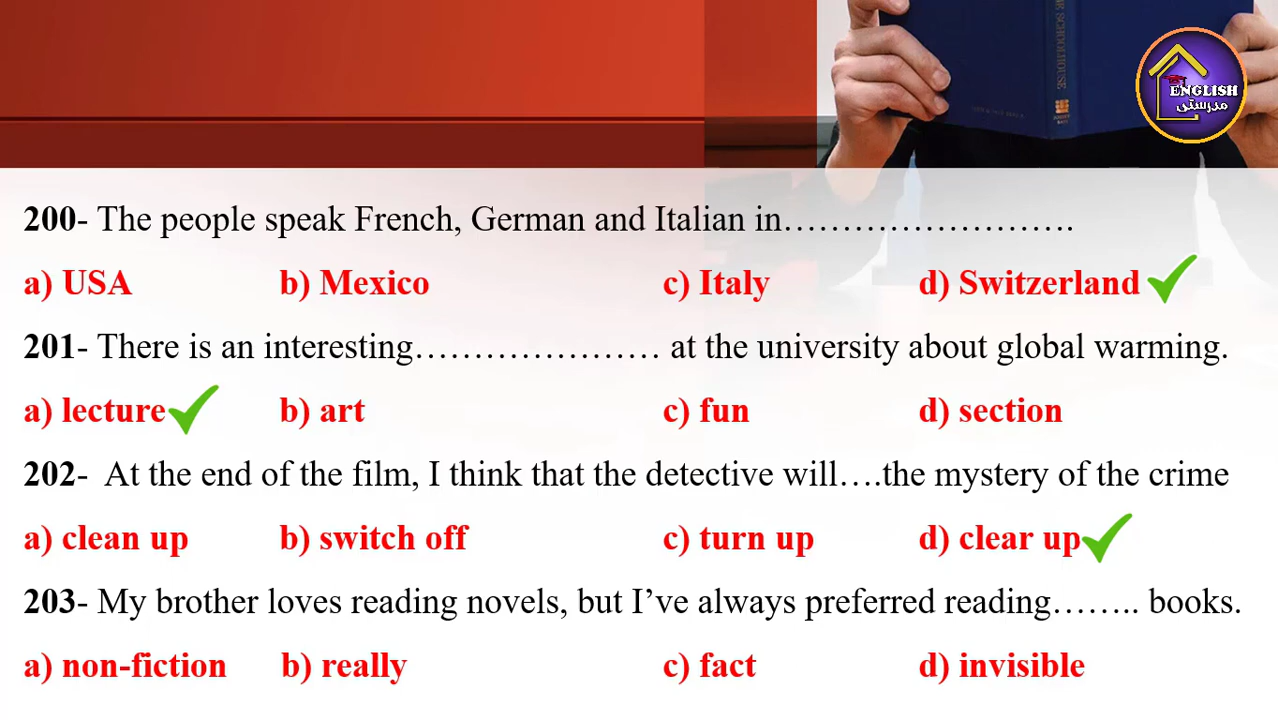 ENGLISH
مدرستي
200- The people speak French, German and Italian in…………………….
a) USA b) Mexico c) Italy d) Switzerland
201- There is an interesting………………… at the university about global warming.
a) lecture b) art c) fun d) section
202- At the end of the film, I think that the detective will….the mystery of the crime
a) clean up b) switch off c) turn up d) clear up
203- My brother loves reading novels, but I’ve always preferred reading…….. books.
a) non-fiction b) really c) fact d) invisible